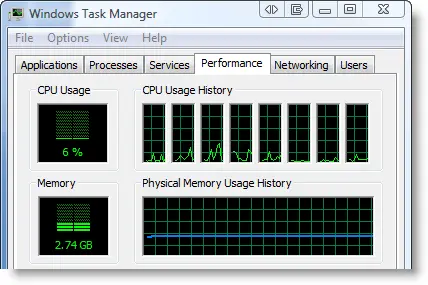 Windows Task Manager
File Options View Help
Applications Processes Services Performance Networking Users
CPU Usage CPU Usage History
6 %
Memory Physical Memory Usage History
2.74 GB